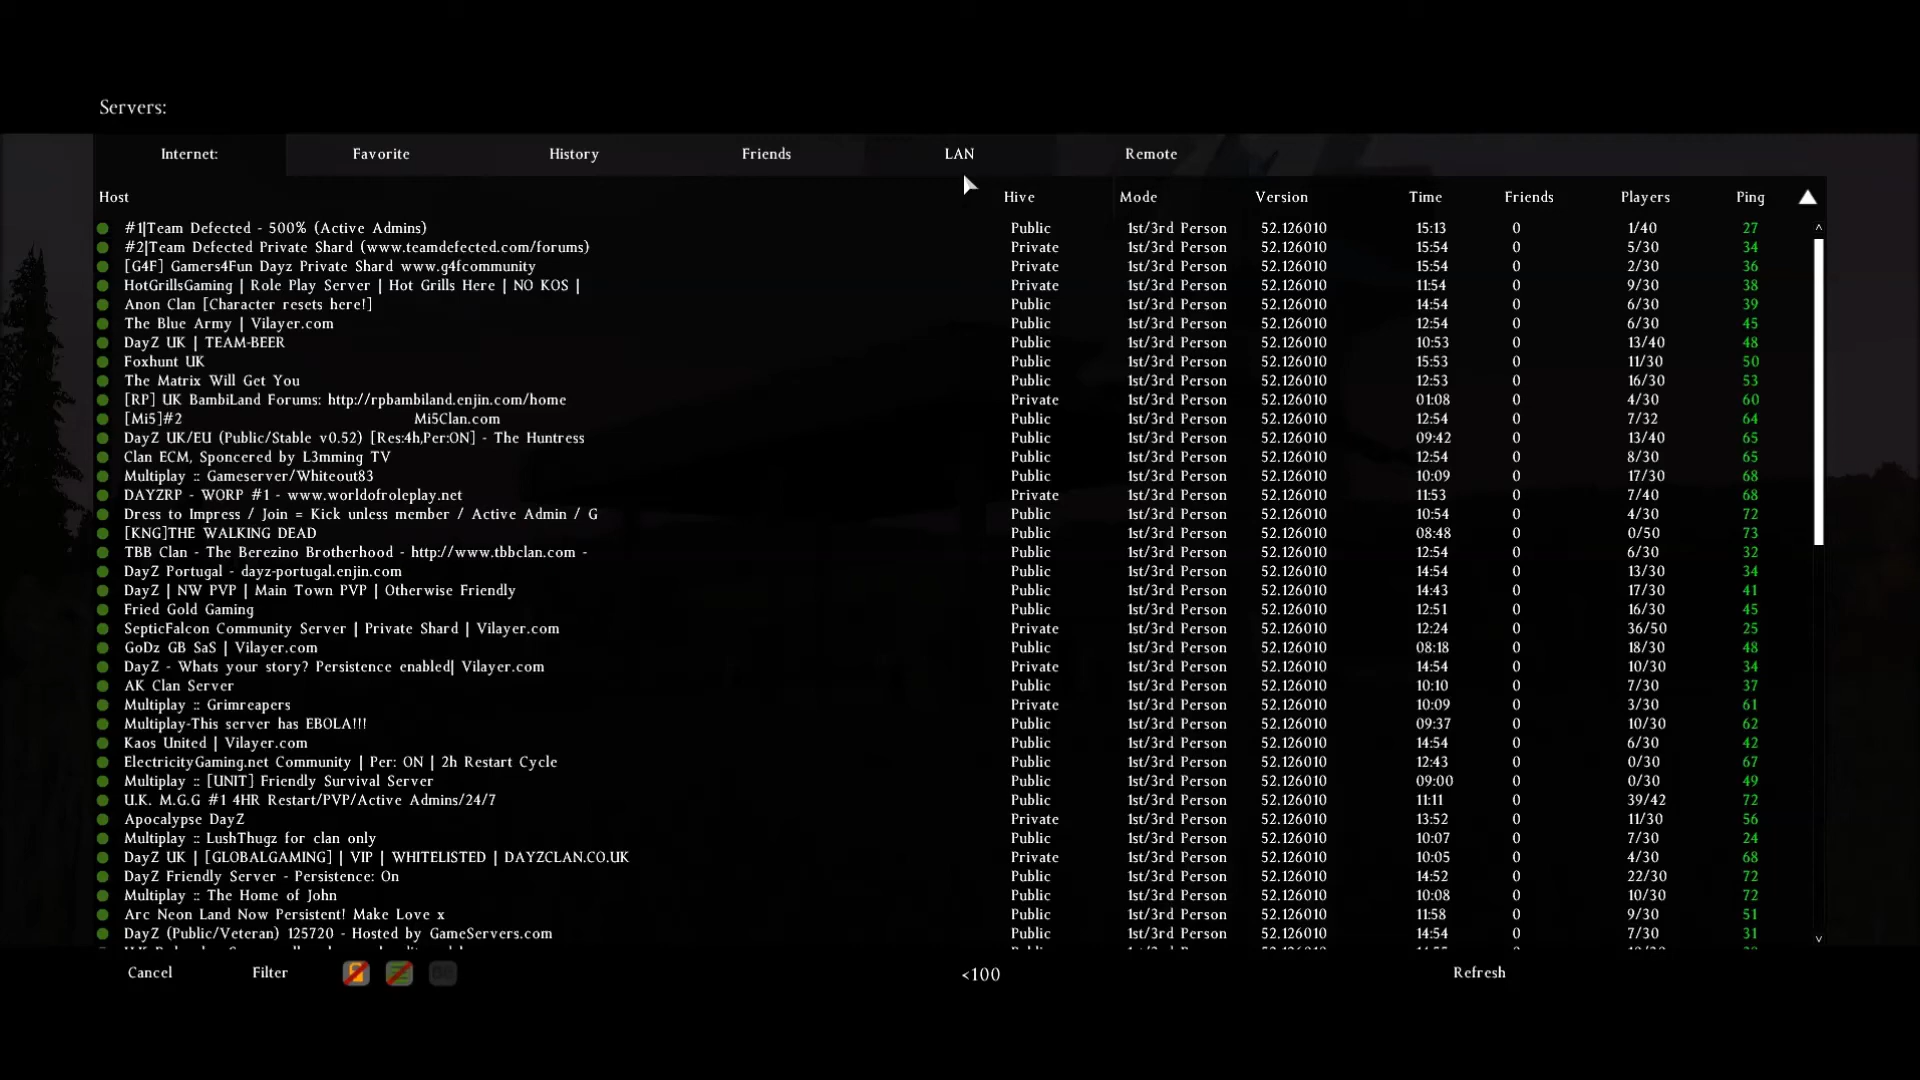 Servers:
Internet: Favorite History Friends LAN Remote
Host Hive Mode Version Time Friends Players Ping
#1|Team Defected - 500% (Active Admins) Public 1st/3rd Person 52.126010 15:13 0 1/40 27
#2|Team Defected Private Shard (www.teamdefected.com/forums) Private 1st/3rd Person 52.126010 15:54 0 5/30 34
[G4F] Gamers4Fun Dayz Private Shard www.g4fcommunity Private 1st/3rd Person 52.126010 15:54 0 2/30 36
HotGrillsGaming | Role Play Server | Hot Grills Here | NO KOS | Private 1st/3rd Person 52.126010 11:54 0 9/30 38
Anon Clan [Character resets here!] Public 1st/3rd Person 52.126010 14:54 0 6/30 39
The Blue Army | Vilayer.com Public 1st/3rd Person 52.126010 12:54 0 6/30 45
DayZ UK | TEAM-BEER Public 1st/3rd Person 52.126010 10:53 0 13/40 48
Foxhunt UK Public 1st/3rd Person 52.126010 15:53 0 11/30 50
The Matrix Will Get You Public 1st/3rd Person 52.126010 12:53 0 16/30 53
[RP] UK BambiLand Forums: http://rpbambiland.enjin.com/home Private 1st/3rd Person 52.126010 01:08 0 4/30 60
[Mi5]#2 Mi5Clan.com Public 1st/3rd Person 52.126010 12:54 0 7/32 64
DayZ UK/EU (Public/Stable v0.52) [Res:4h,Per:ON] - The Huntress Public 1st/3rd Person 52.126010 09:42 0 13/40 65
Clan ECM, Sponcered by L3mming TV Public 1st/3rd Person 52.126010 12:54 0 8/30 65
Multiplay :: Gameserver/Whiteout83 Public 1st/3rd Person 52.126010 10:09 0 17/30 68
DAYZRP - WORP #1 - www.worldofroleplay.net Private 1st/3rd Person 52.126010 11:53 0 7/40 68
Dress to Impress / Join = Kick unless member / Active Admin / G Public 1st/3rd Person 52.126010 10:54 0 4/30 72
[KNG]THE WALKING DEAD Public 1st/3rd Person 52.126010 08:48 0 0/50 73
TBB Clan - The Berezino Brotherhood - http://www.tbbclan.com - Public 1st/3rd Person 52.126010 12:54 0 6/30 32
DayZ Portugal - dayz-portugal.enjin.com Public 1st/3rd Person 52.126010 14:54 0 13/30 34
DayZ | NW PVP | Main Town PVP | Otherwise Friendly Public 1st/3rd Person 52.126010 14:43 0 17/30 41
Fried Gold Gaming Public 1st/3rd Person 52.126010 12:51 0 16/30 45
SepticFalcon Community Server | Private Shard | Vilayer.com Private 1st/3rd Person 52.126010 12:24 0 36/50 25
GoDz GB SaS | Vilayer.com Public 1st/3rd Person 52.126010 08:18 0 18/30 48
DayZ - Whats your story? Persistence enabled| Vilayer.com Private 1st/3rd Person 52.126010 14:54 0 10/30 34
AK Clan Server Public 1st/3rd Person 52.126010 10:10 0 7/30 37
Multiplay :: Grimreapers Private 1st/3rd Person 52.126010 10:09 0 3/30 61
Multiplay-This server has EBOLA!!! Public 1st/3rd Person 52.126010 09:37 0 10/30 62
Kaos United | Vilayer.com Public 1st/3rd Person 52.126010 14:54 0 6/30 42
ElectricityGaming.net Community | Per: ON | 2h Restart Cycle Public 1st/3rd Person 52.126010 12:43 0 0/30 67
Multiplay :: [UNIT] Friendly Survival Server Public 1st/3rd Person 52.126010 09:00 0 0/30 49
U.K. M.G.G #1 4HR Restart/PVP/Active Admins/24/7 Public 1st/3rd Person 52.126010 11:11 0 39/42 72
Apocalypse DayZ Private 1st/3rd Person 52.126010 13:52 0 11/30 56
Multiplay :: LushThugz for clan only Public 1st/3rd Person 52.126010 10:07 0 7/30 24
DayZ UK | [GLOBALGAMING] | VIP | WHITELISTED | DAYZCLAN.CO.UK Private 1st/3rd Person 52.126010 10:05 0 4/30 68
DayZ Friendly Server - Persistence: On Public 1st/3rd Person 52.126010 14:52 0 22/30 72
Multiplay :: The Home of John Public 1st/3rd Person 52.126010 10:08 0 10/30 72
Arc Neon Land Now Persistent! Make Love x Public 1st/3rd Person 52.126010 11:58 0 9/30 51
DayZ (Public/Veteran) 125720 - Hosted by GameServers.com Public 1st/3rd Person 52.126010 14:54 0 7/30 31
Cancel Filter <100 Refresh